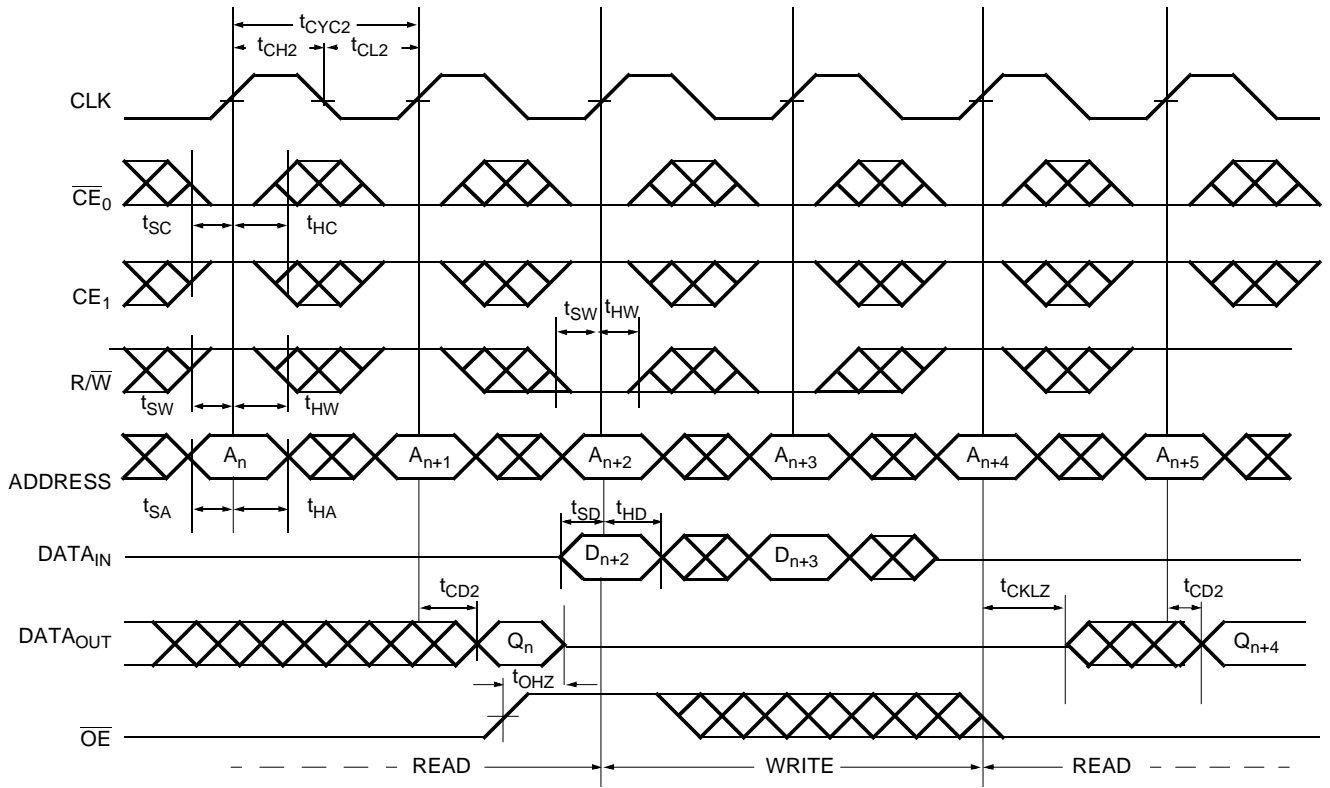 tCYC2
tCH2 tCL2
CLK
CE0
tSC tHC
CE1
tSW tHW
R/W
tSW tHW
An An+1 An+2 An+3 An+4 An+5
ADDRESS
tSA tHA tSD tHD
DATAIN Dn+2 Dn+3
tCD2 tCKLZ tCD2
DATAOUT Qn Qn+4
tOHZ
OE
READ WRITE READ